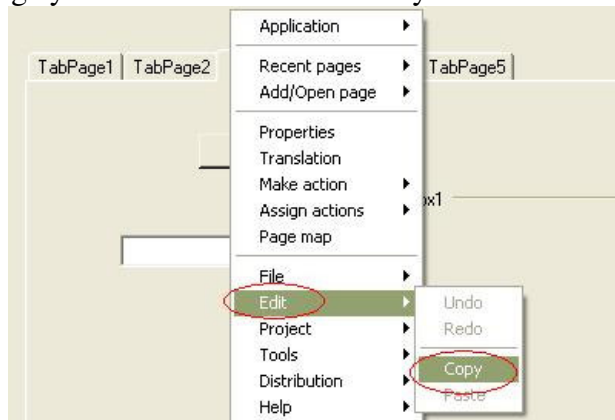 Application
TabPage1 TabPage2 Recent pages TabPage5
Add/Open page
Properties
Translation
Make action
Assign actions
Page map
File
Edit Undo
Project Redo
Tools
Copy
Distribution
Paste
Help